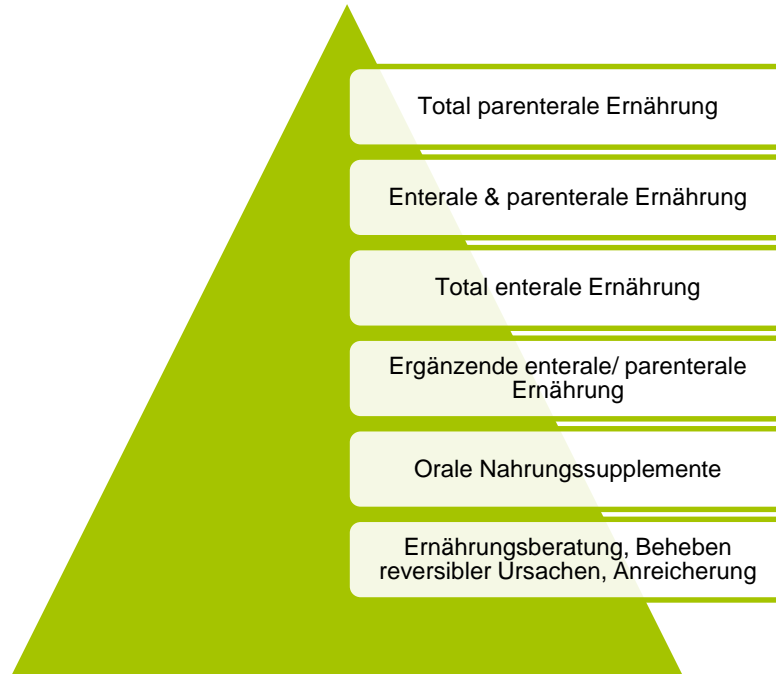 Total parenterale Ernährung
Enterale & parenterale Ernährung
Total enterale Ernährung
Ergänzende enterale/ parenterale
Ernährung
Orale Nahrungssupplemente
Ernährungsberatung, Beheben
reversibler Ursachen, Anreicherung